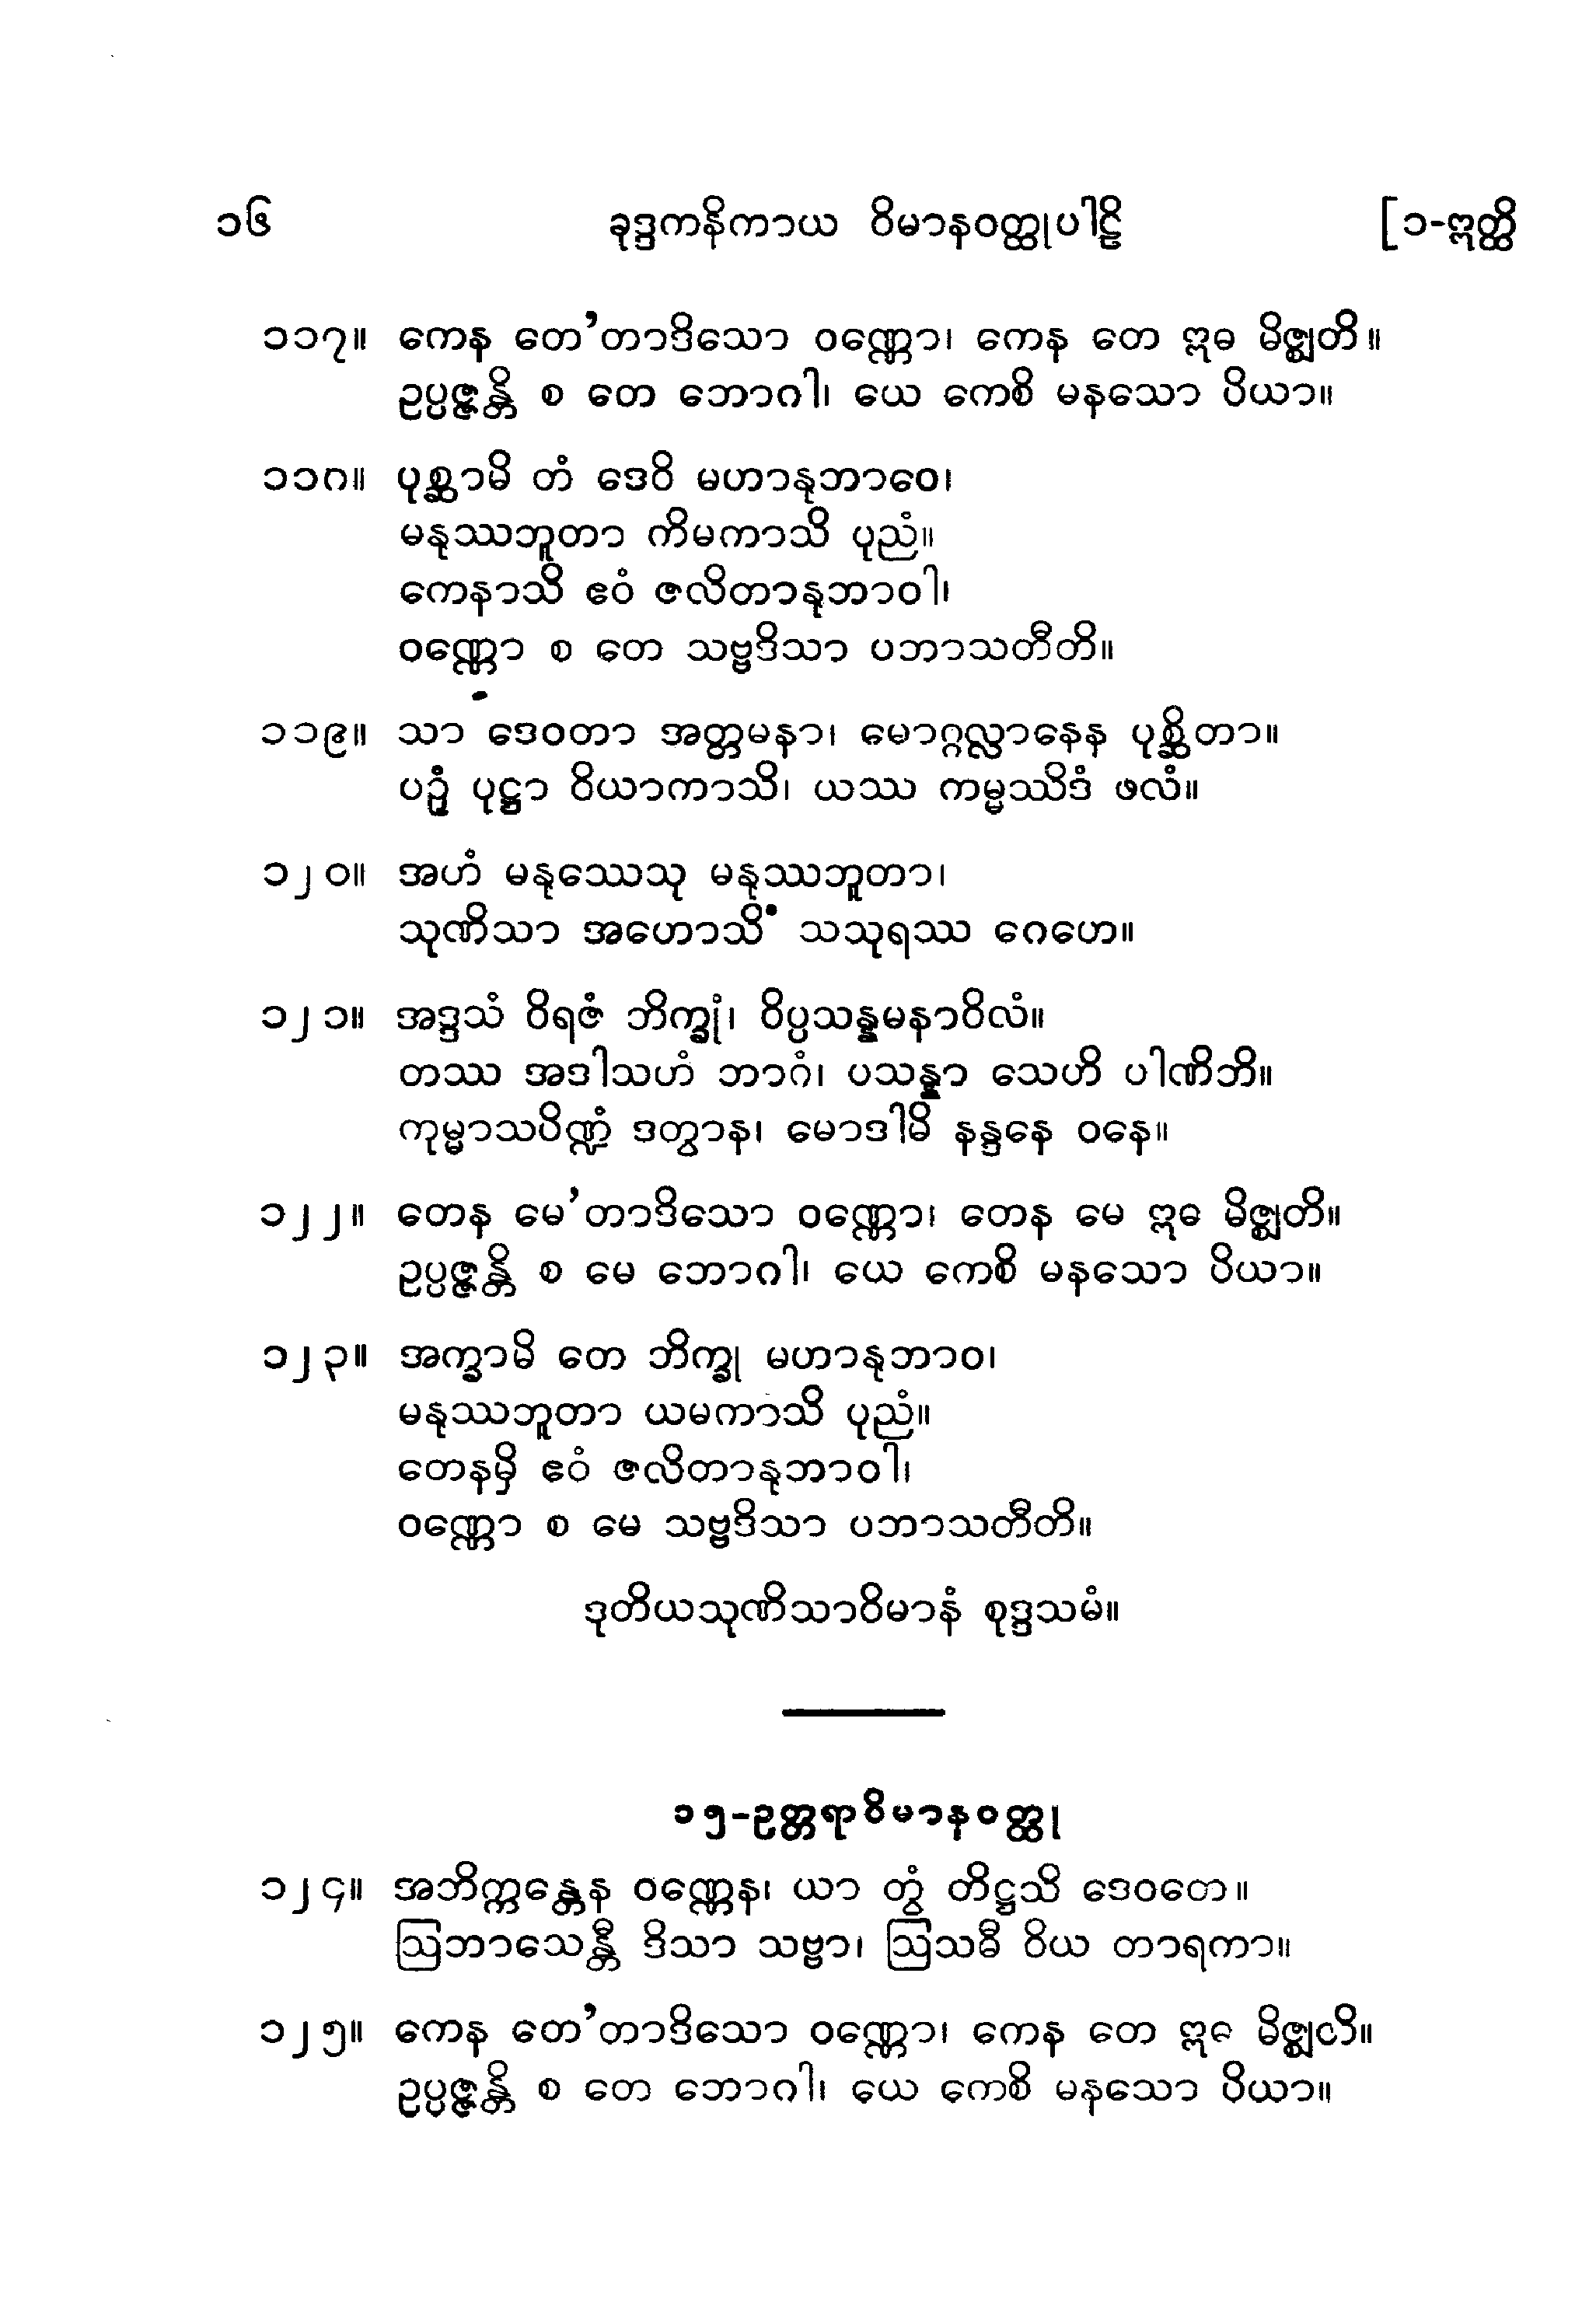 ၁၆ ခုဒ္ဒကနိကာယ ဝိမာနဝတ္ထုပါဠိ [၁-ဣတ္ထိ
၁၁၇။ ကေန တေ’တာဒိသော ဝဏ္ဏော၊ ကေန တေ ဣဓ မိဇ္ဈတိ။
ဥပ္ပဇ္ဇန္တိ စ တေ ဘောဂါ၊ ယေ ကေစိ မနသော ပိယာ။
၁၁၈။ ပုစ္ဆာမိ တံ ဒေဝိ မဟာနုဘာဝေ၊
မနုဿဘူတာ ကိမကာသိ ပုညံ။
ကေနာသိ ဧဝံ ဇလိတာနုဘာဝါ၊
ဝဏ္ဏော စ တေ သဗ္ဗဒိသာ ပဘာသတီတိ။
၁၁၉။ သာ ဒေဝတာ အတ္တမနာ၊ မောဂ္ဂလ္လာနေန ပုစ္ဆိတာ။
ပဉှံ ပုဋ္ဌာ ဝိယာကာသိ၊ ယဿ ကမ္မဿိဒံ ဖလံ။
၁၂၀။ အဟံ မနုဿေသု မနုဿဘူတာ၊
သုဏိသာ အဟောသိံ သသုရဿ ဂေဟေ။
၁၂၁။ အဒ္ဒသံ ဝိရဇံ ဘိက္ခုံ၊ ဝိပ္ပသန္နမနာဝိလံ။
တဿ အဒါသဟံ ဘာဂံ၊ ပသန္နာ သေဟိ ပါဏိဘိ။
ကုမ္မာသပိဏ္ဍံ ဒတွာန၊ မောဒါမိ နန္ဒနေ ဝနေ။
၁၂၂။ တေန မေ’တာဒိသော ဝဏ္ဏော၊ တေန မေ ဣဓ မိဇ္ဈတိ။
ဥပ္ပဇ္ဇန္တိ စ မေ ဘောဂါ၊ ယေ ကေစိ မနသော ပိယာ။
၁၂၃။ အက္ခာမိ တေ ဘိက္ခု မဟာနုဘာဝ၊
မနုဿဘူတာ ယမကာသိ ပုညံ။
တေနမှိ ဧဝံ ဇလိတာနုဘာဝါ၊
ဝဏ္ဏော စ မေ သဗ္ဗဒိသာ ပဘာသတီတိ။
ဒုတိယသုဏိသာဝိမာနံ စုဒ္ဒသမံ။
၁၅-ဥတ္တရာဝိမာနဝတ္ထု
၁၂၄။ အဘိက္ကန္တေန ဝဏ္ဏေန၊ ယာ တွံ တိဋ္ဌသိ ဒေဝတေ။
ဩဘာသေန္တီ ဒိသာ သဗ္ဗာ၊ ဩသဓီ ဝိယ တာရကာ။
၁၂၅။ ကေန တေ’တာဒိသော ဝဏ္ဏော၊ ကေန တေ ဣဓ မိဇ္ဈတိ။
ဥပ္ပဇ္ဇန္တိ စ တေ ဘောဂါ၊ ယေ ကေစိ မနသော ပိယာ။